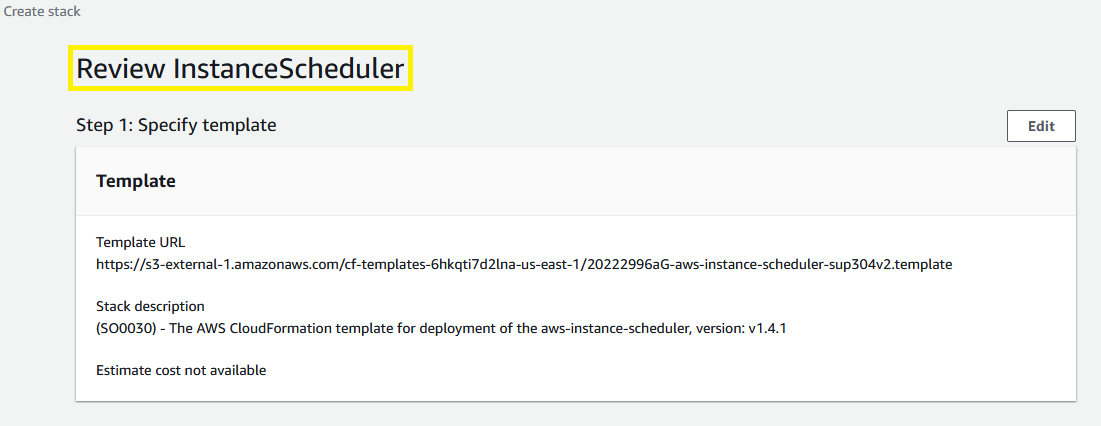 Create stack
Review InstanceScheduler
Step 1: Specify template
Edit
Template
Template URL
https://s3-external-1.amazonaws.com/cf-templates-6hkqti7d2lna-us-east-1/20222996aG-aws-instance-scheduler-sup304v2.template
Stack description
(SO0030) - The AWS CloudFormation template for deployment of the aws-instance-scheduler, version: v1.4.1
Estimate cost not available